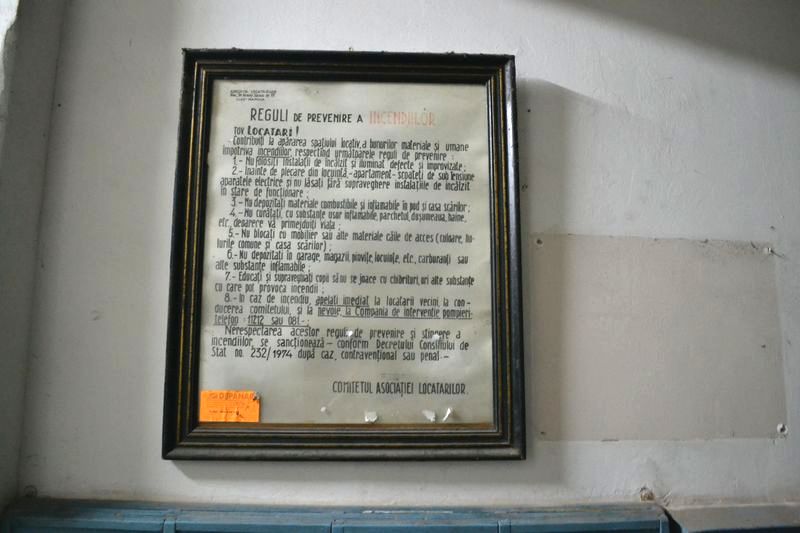 ASOCIAȚIA LOCATARILOR
CLUJ-NAPOCA
REGULI DE PREVENIRE A INCENDIILOR
TOV. LOCATARI!
Contribuiți la apărarea spațiului locativ, a bunurilor materiale și umane
împotriva incendiilor, respectînd următoarele reguli de prevenire :
1.- Nu folosiți instalații de încălzit și iluminat defecte și improvizate;
2.- Înainte de plecare din locuință,-apartament- scoateți de sub tensiune
aparatele electrice și nu lăsați fără supraveghere instalațiile de încălzit
în stare de funcționare ;
3.- Nu depozitați materiale combustibile și inflamabile în pod și casa scărilor;
4.- Nu curățați, cu substanțe ușor inflamabile, parchetul, dușumeaua, haine,
etc, deoarece vă primejduiți viața ;
5.- Nu blocați cu mobilier sau alte materiale căile de acces (culoare, ho-
lurile comune și casa scărilor) ;
6.- Nu depozitați în garage, magazii, pivnițe, locuințe, etc, carburanți sau
alte substanțe inflamabile ;
7.- Educați și supravegheați copii să nu se joace cu chibrituri, ori alte substanțe
cu care pot provoca incendii ;
8.- În caz de incendiu, apelați imediat la locatarii vecini, la con-
ducerea comitetului, și la nevoie, la Compania de intervenție pompieri-
telefon : 11212 sau 081-;
Nerespectarea acestor reguli de prevenire și stingere a
incendiilor, se sancționează - conform Decretului Consiliului de
Stat no. 232/1974 după caz, contravențional sau penal.-
COMITETUL ASOCIAȚIEI LOCATARILOR.
DEPANARE